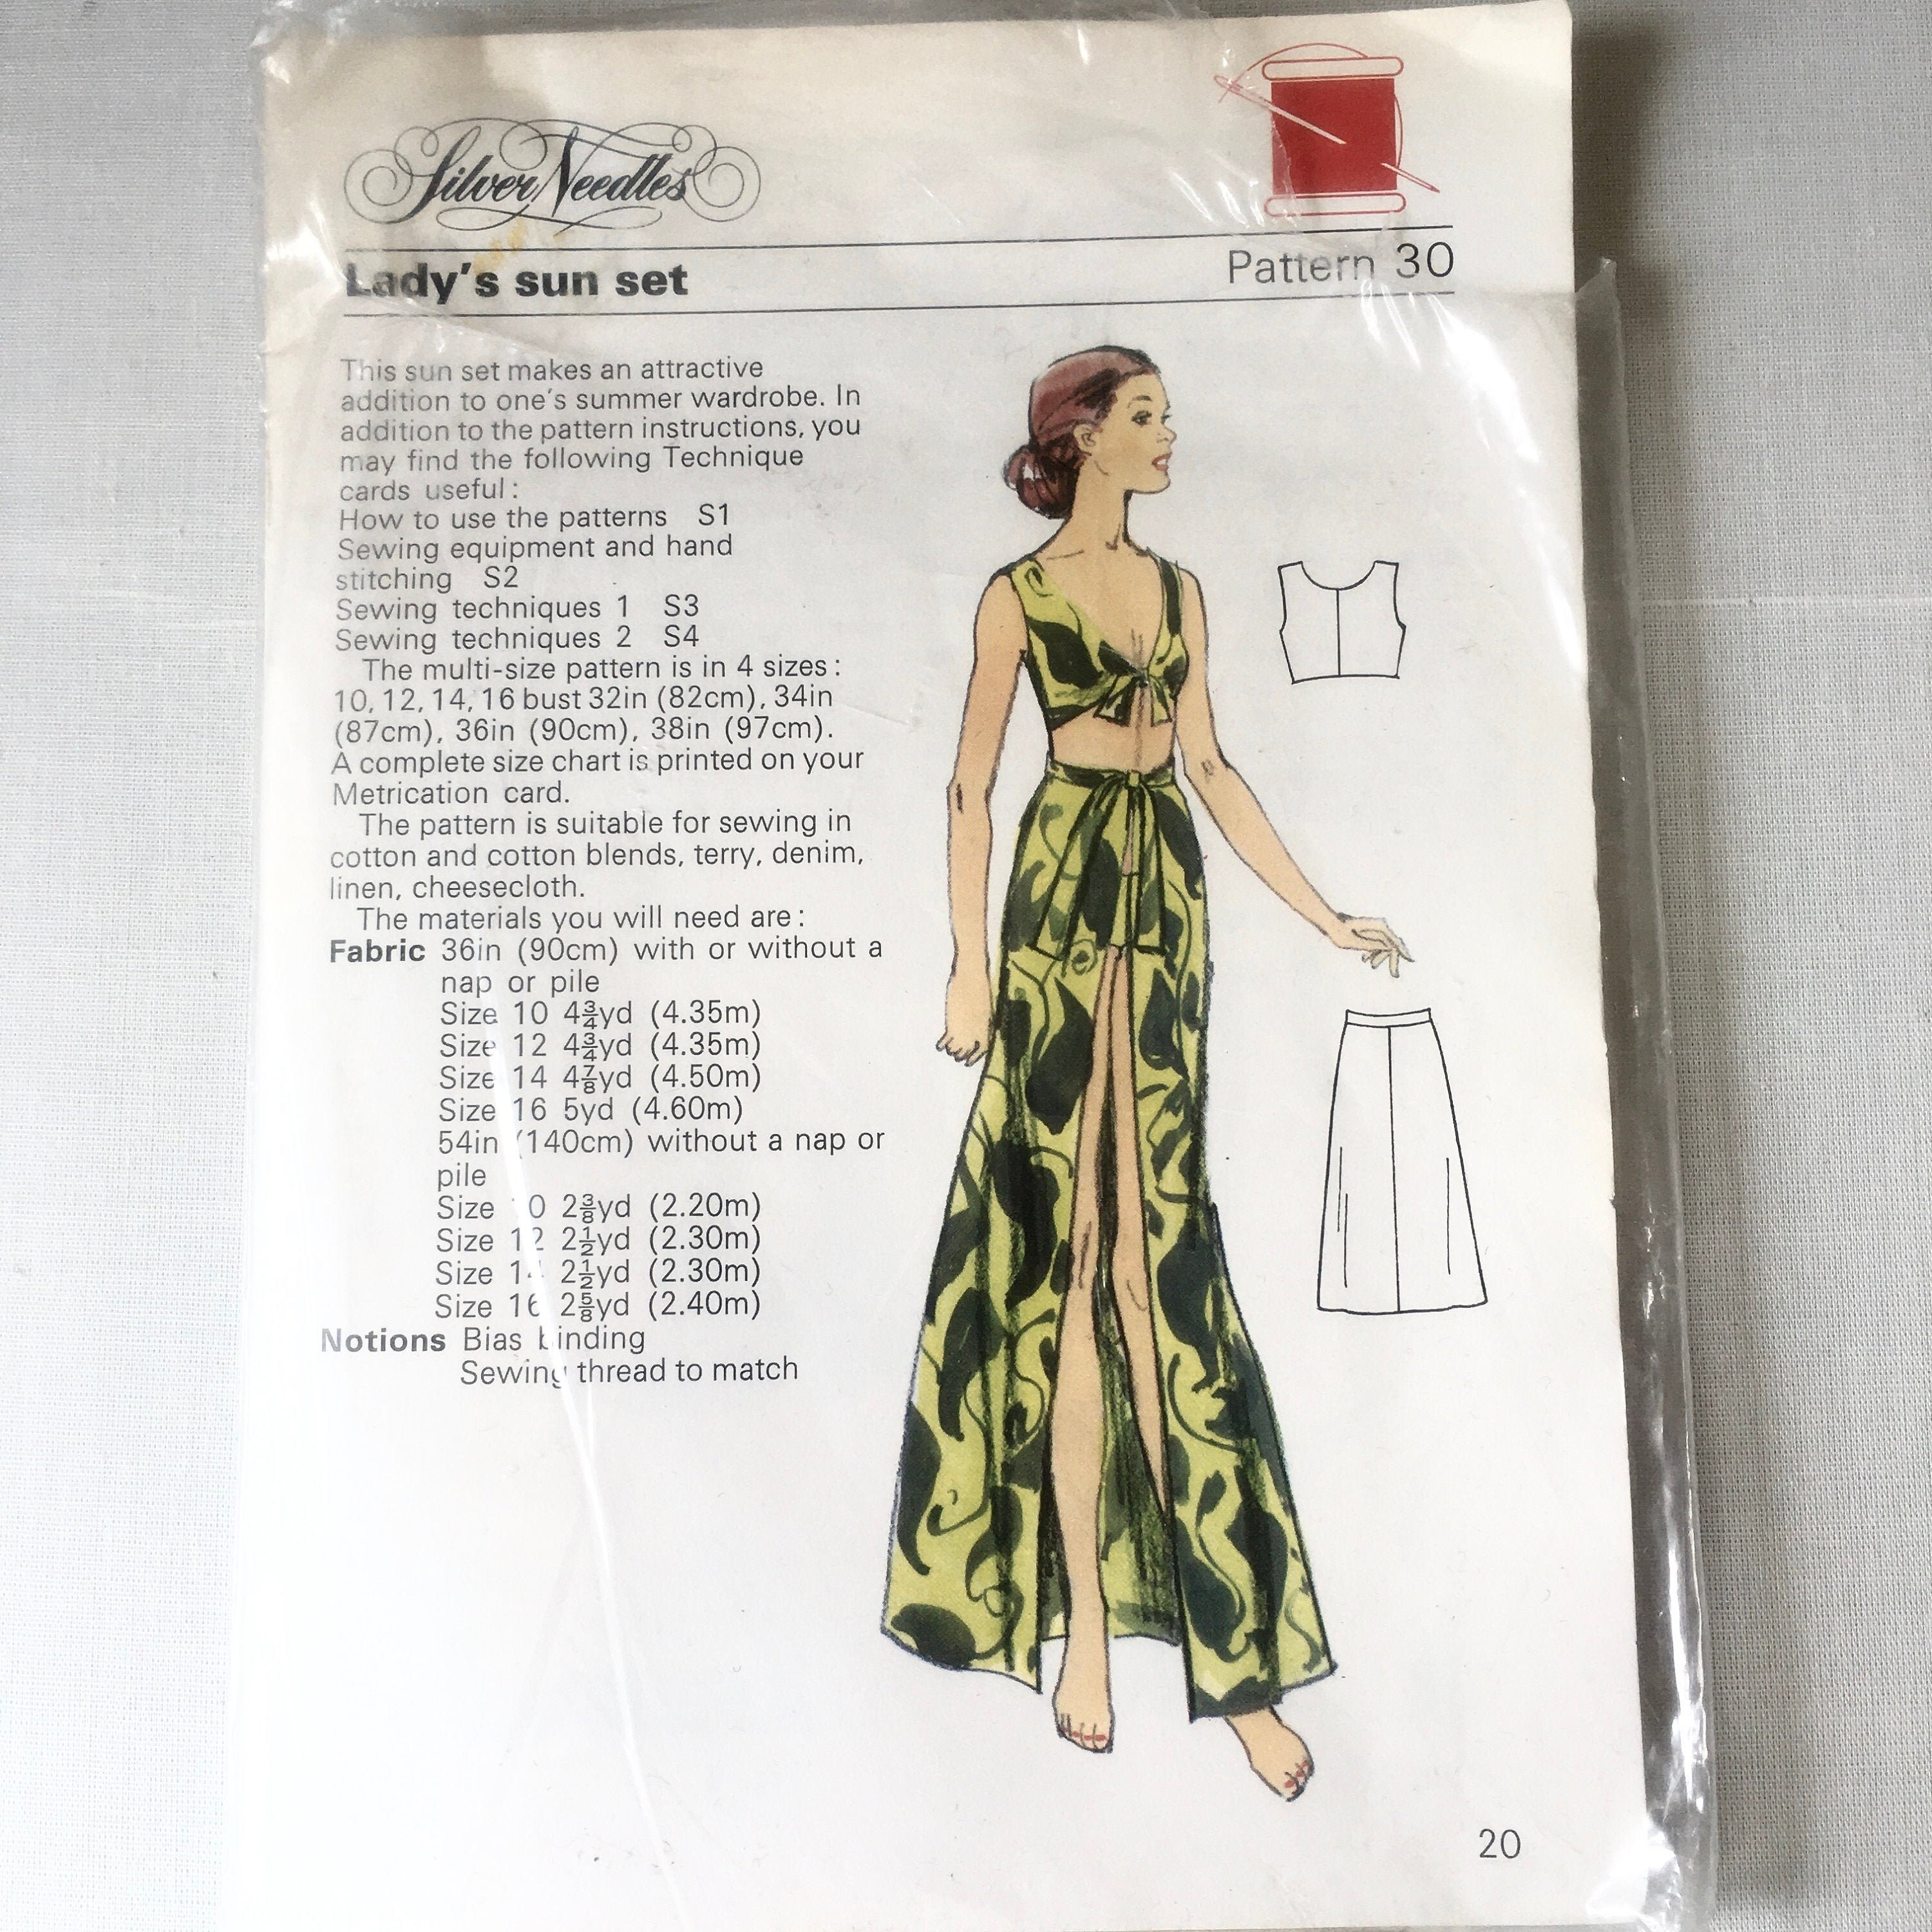 Silver Needles
Lady's sun set
Pattern 30
This sun set makes an attractive
addition to one's summer wardrobe. In
addition to the pattern instructions, you
may find the following Technique
cards useful:
How to use the patterns S1
Sewing equipment and hand
stitching S2
Sewing techniques 1 S3
Sewing techniques 2 S4
The multi-size pattern is in 4 sizes:
10, 12, 14, 16 bust 32in (82cm), 34in
(87cm), 36in (90cm), 38in (97cm).
A complete size chart is printed on your
Metrication card.
The pattern is suitable for sewing in
cotton and cotton blends, terry, denim,
linen, cheesecloth.
The materials you will need are:
Fabric 36in (90cm) with or without a
nap or pile
Size 10 4¾yd (4.35m)
Size 12 4¾yd (4.35m)
Size 14 4⅞yd (4.50m)
Size 16 5yd (4.60m)
54in (140cm) without a nap or
pile
Size 10 2⅜yd (2.20m)
Size 12 2½yd (2.30m)
Size 14 2½yd (2.30m)
Size 16 2⅝yd (2.40m)
Notions Bias binding
Sewing thread to match
20